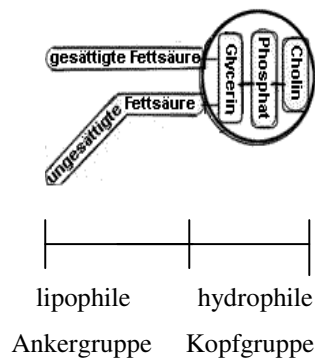 gesättigte Fettsäure
ungesättigte Fettsäure
Glycerin
Phosphat
Cholin
lipophile hydrophile
Ankergruppe Kopfgruppe